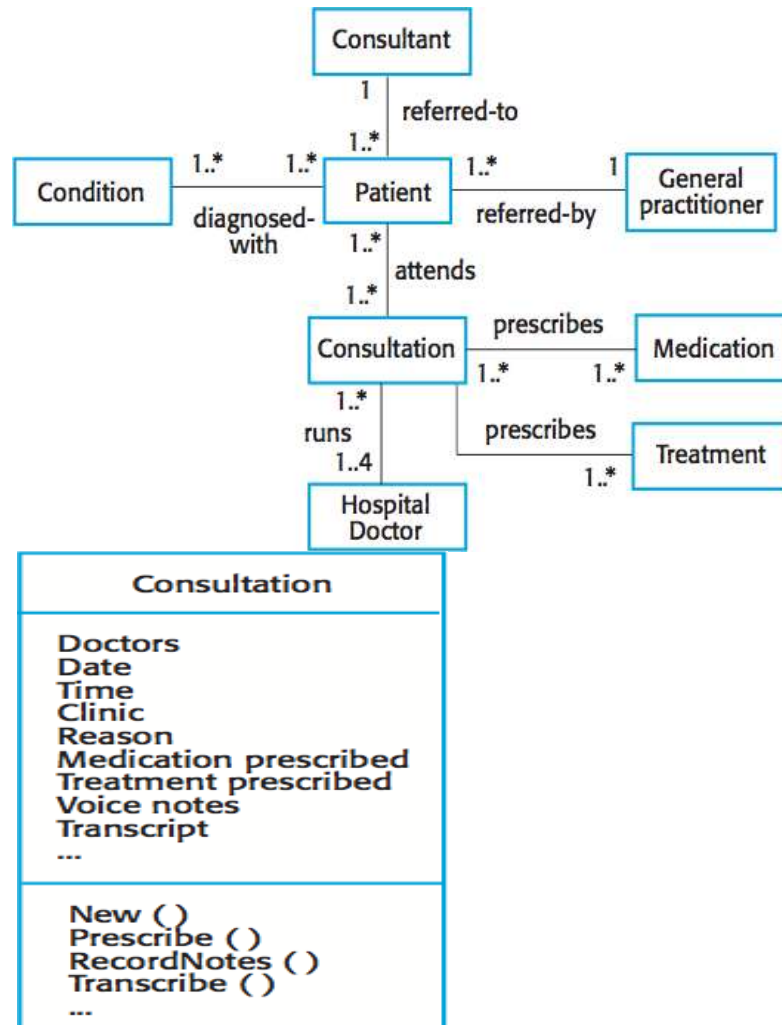 Consultant
1
referred-to
1..*
1..*
1..*
1..*
1
Condition
Patient
General
practitioner
diagnosed-
with
referred-by
1..*
attends
1..*
prescribes
Consultation
Medication
1..*
1..*
1..*
runs
prescribes
1..4
Treatment
1..*
Hospital
Doctor
Consultation
Doctors
Date
Time
Clinic
Reason
Medication prescribed
Treatment prescribed
Voice notes
Transcript
...
New ( )
Prescribe ( )
RecordNotes ( )
Transcribe ( )
...